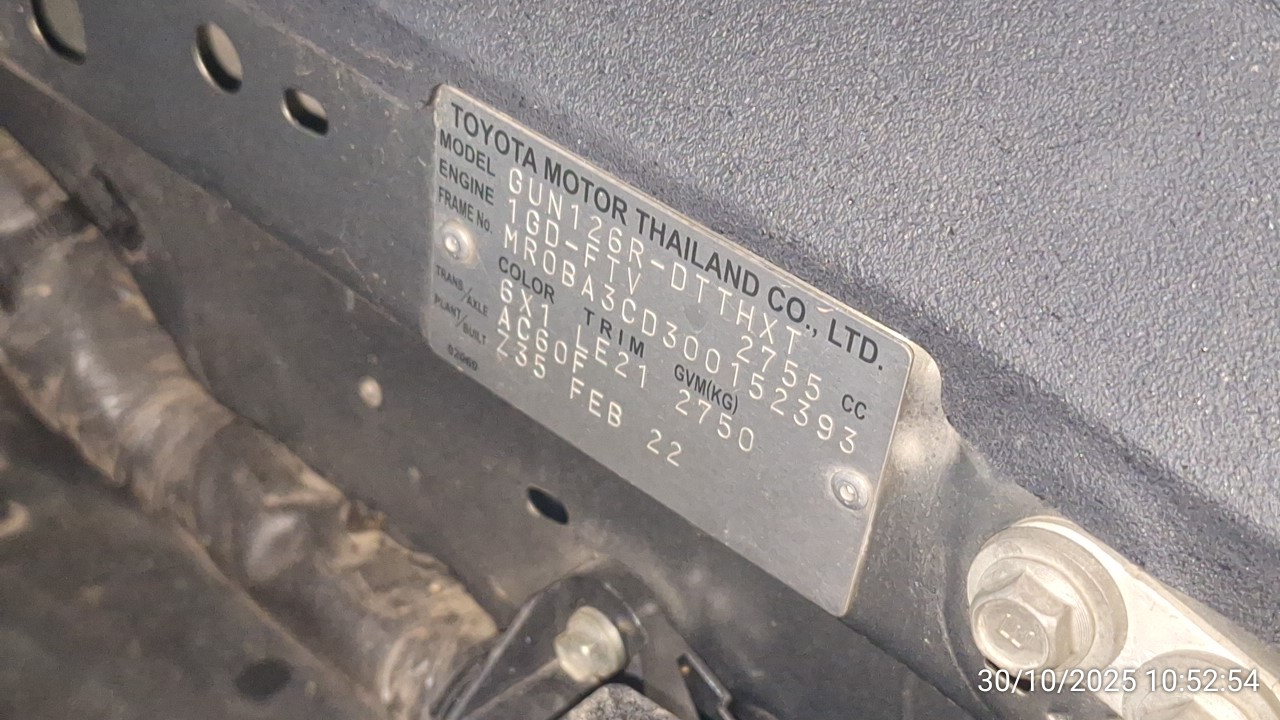 TOYOTA MOTOR THAILAND CO., LTD.
MODEL GUN126R-DTTHXT
ENGINE 1GD-FTV 2755 CC
FRAME NO. MR0BA3CD300152393
COLOR TRIM GVM(KG)
6X1 LE21 2750
TRANS./AXLE AC60F
PLANT/BUILT Z35 FEB 22
02060
30/10/2025 10:52:54